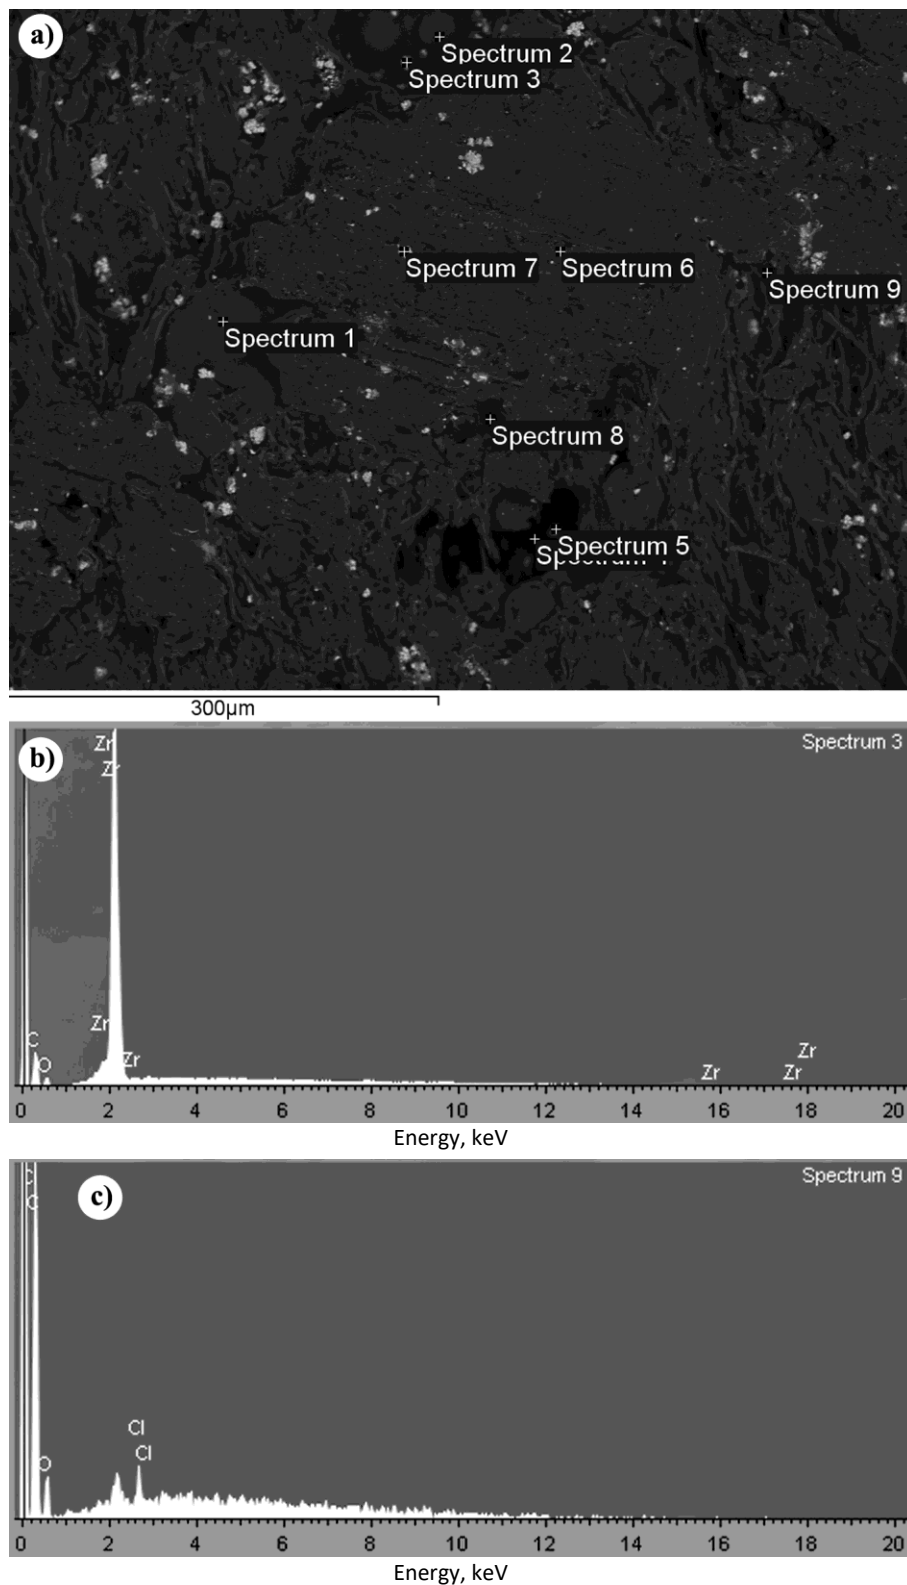 a)
Spectrum 2
Spectrum 3
Spectrum 7
Spectrum 6
Spectrum 9
Spectrum 1
Spectrum 8
Spectrum 5
300µm
b)
Spectrum 3
Zr
Zr
Zr
Zr
C
O
Zr
Zr
Zr
0 2 4 6 8 10 12 14 16 18 20
Energy, keV
c)
Spectrum 9
C
C
Cl
Cl
O
0 2 4 6 8 10 12 14 16 18 20
Energy, keV